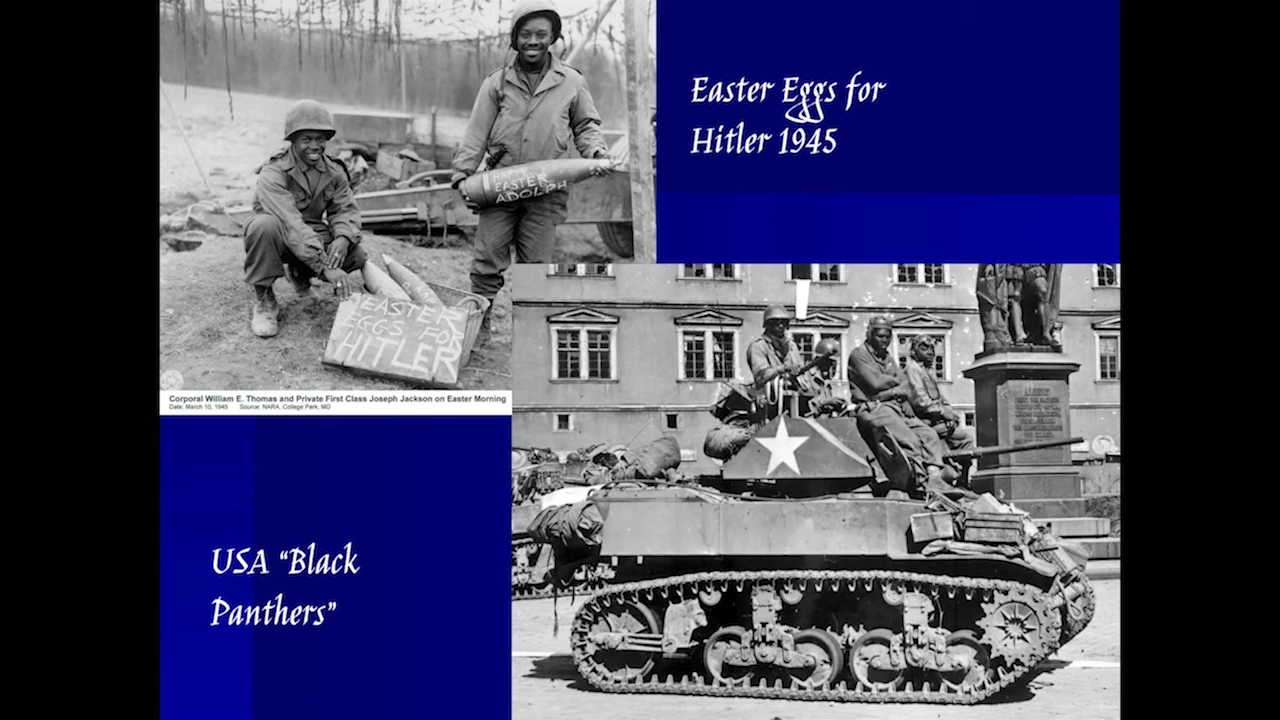 Easter Eggs for
Hitler 1945
HAPPY
EASTER
ADOLPH
EASTER
EGGS FOR
HITLER
Corporal William E. Thomas and Private First Class Joseph Jackson on Easter Morning
Date: March 10, 1945 Source: NARA, College Park, MD
USA “Black
Panthers”